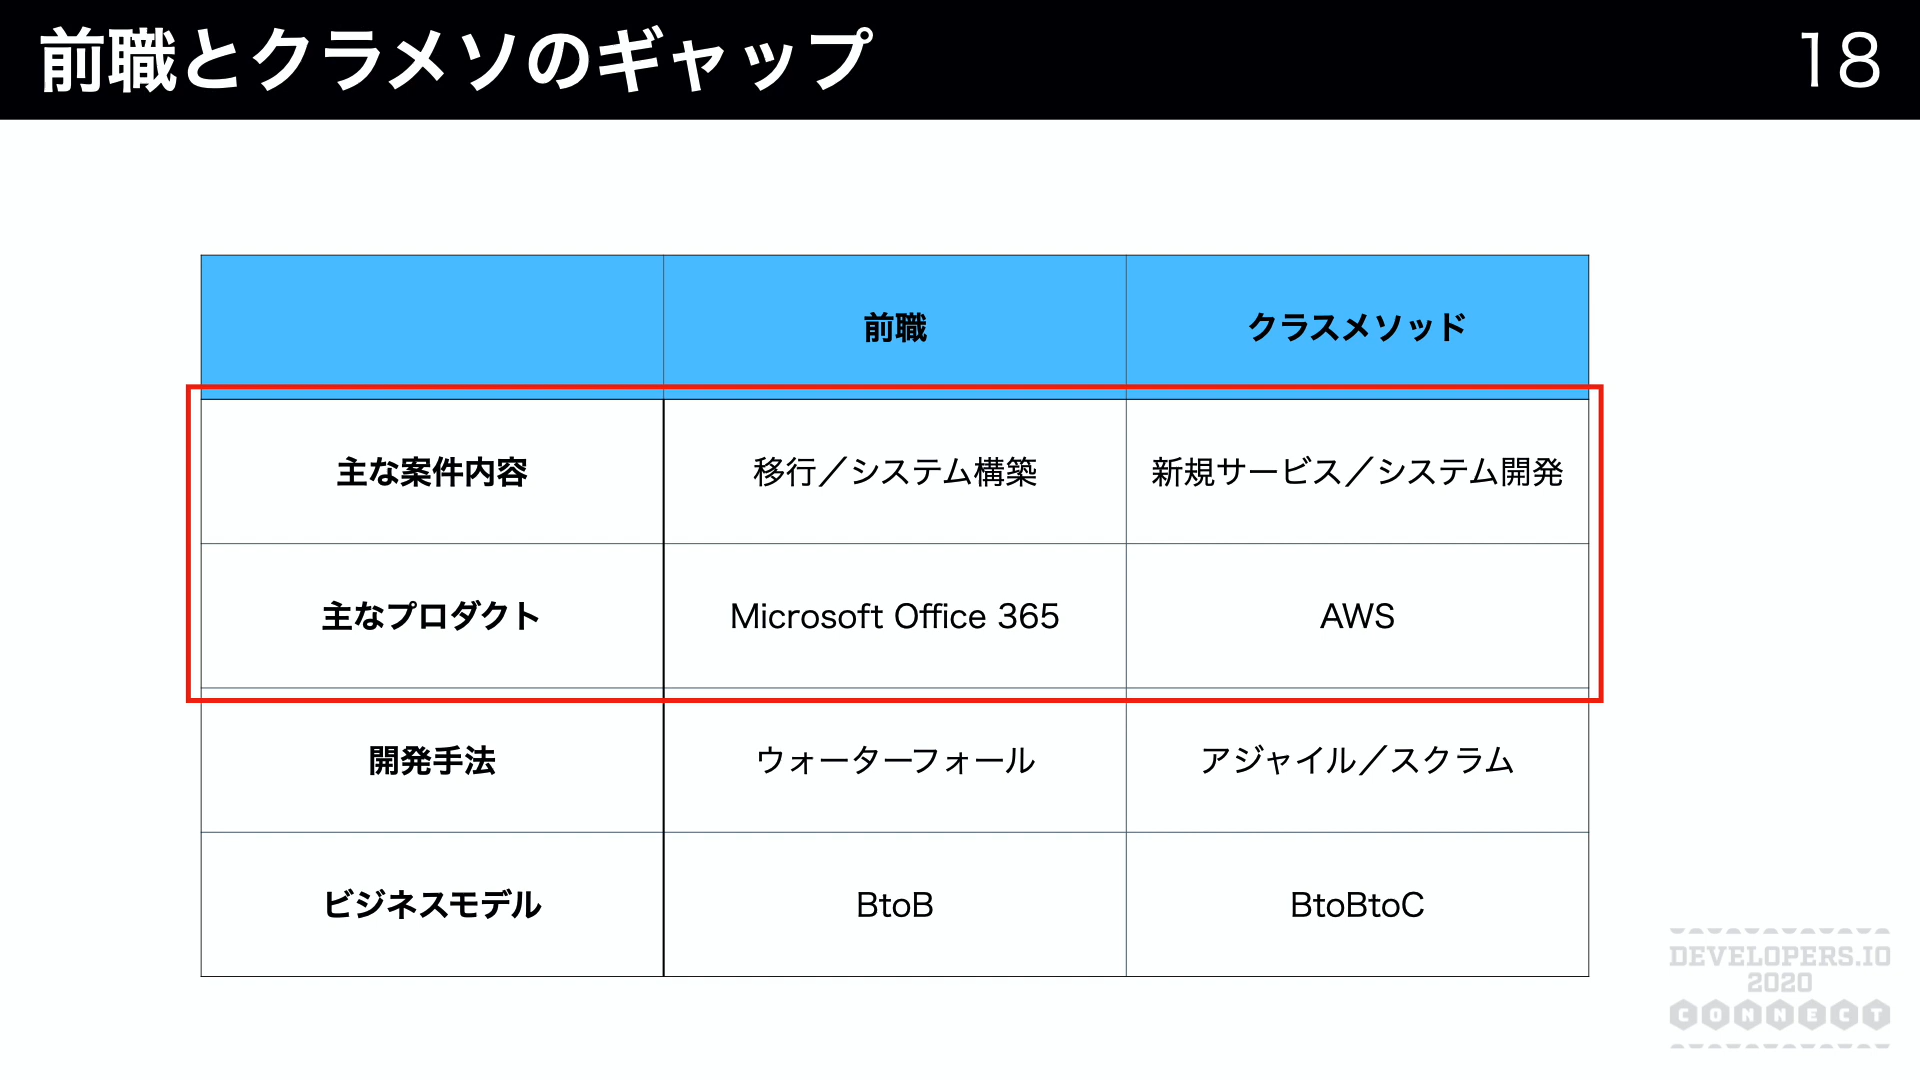 前職とクラメソのギャップ
18
前職 クラスメソッド
主な案件内容 移行／システム構築 新規サービス／システム開発
主なプロダクト Microsoft Office 365 AWS
開発手法 ウォーターフォール アジャイル／スクラム
ビジネスモデル BtoB BtoBtoC
DEVELOPERS.IO
2020
CONNECT